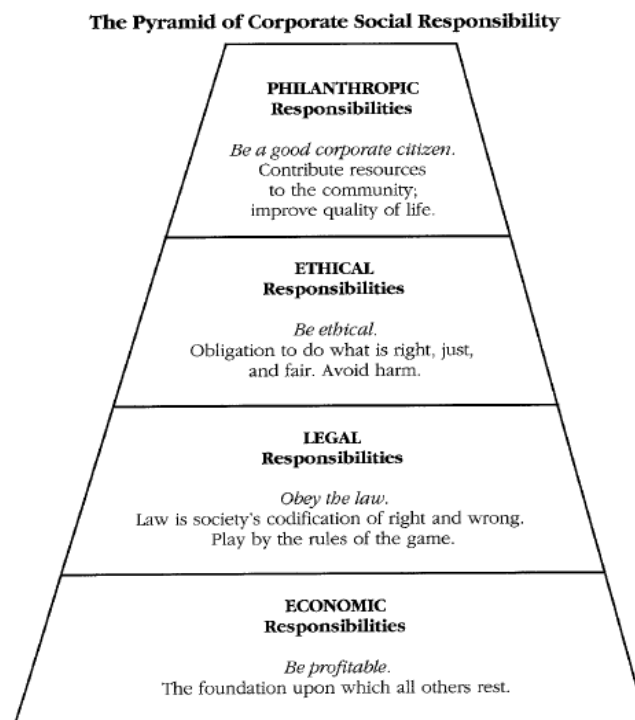 The Pyramid of Corporate Social Responsibility
PHILANTHROPIC
Responsibilities
Be a good corporate citizen.
Contribute resources
to the community;
improve quality of life.
ETHICAL
Responsibilities
Be ethical.
Obligation to do what is right, just,
and fair. Avoid harm.
LEGAL
Responsibilities
Obey the law.
Law is society's codification of right and wrong.
Play by the rules of the game.
ECONOMIC
Responsibilities
Be profitable.
The foundation upon which all others rest.